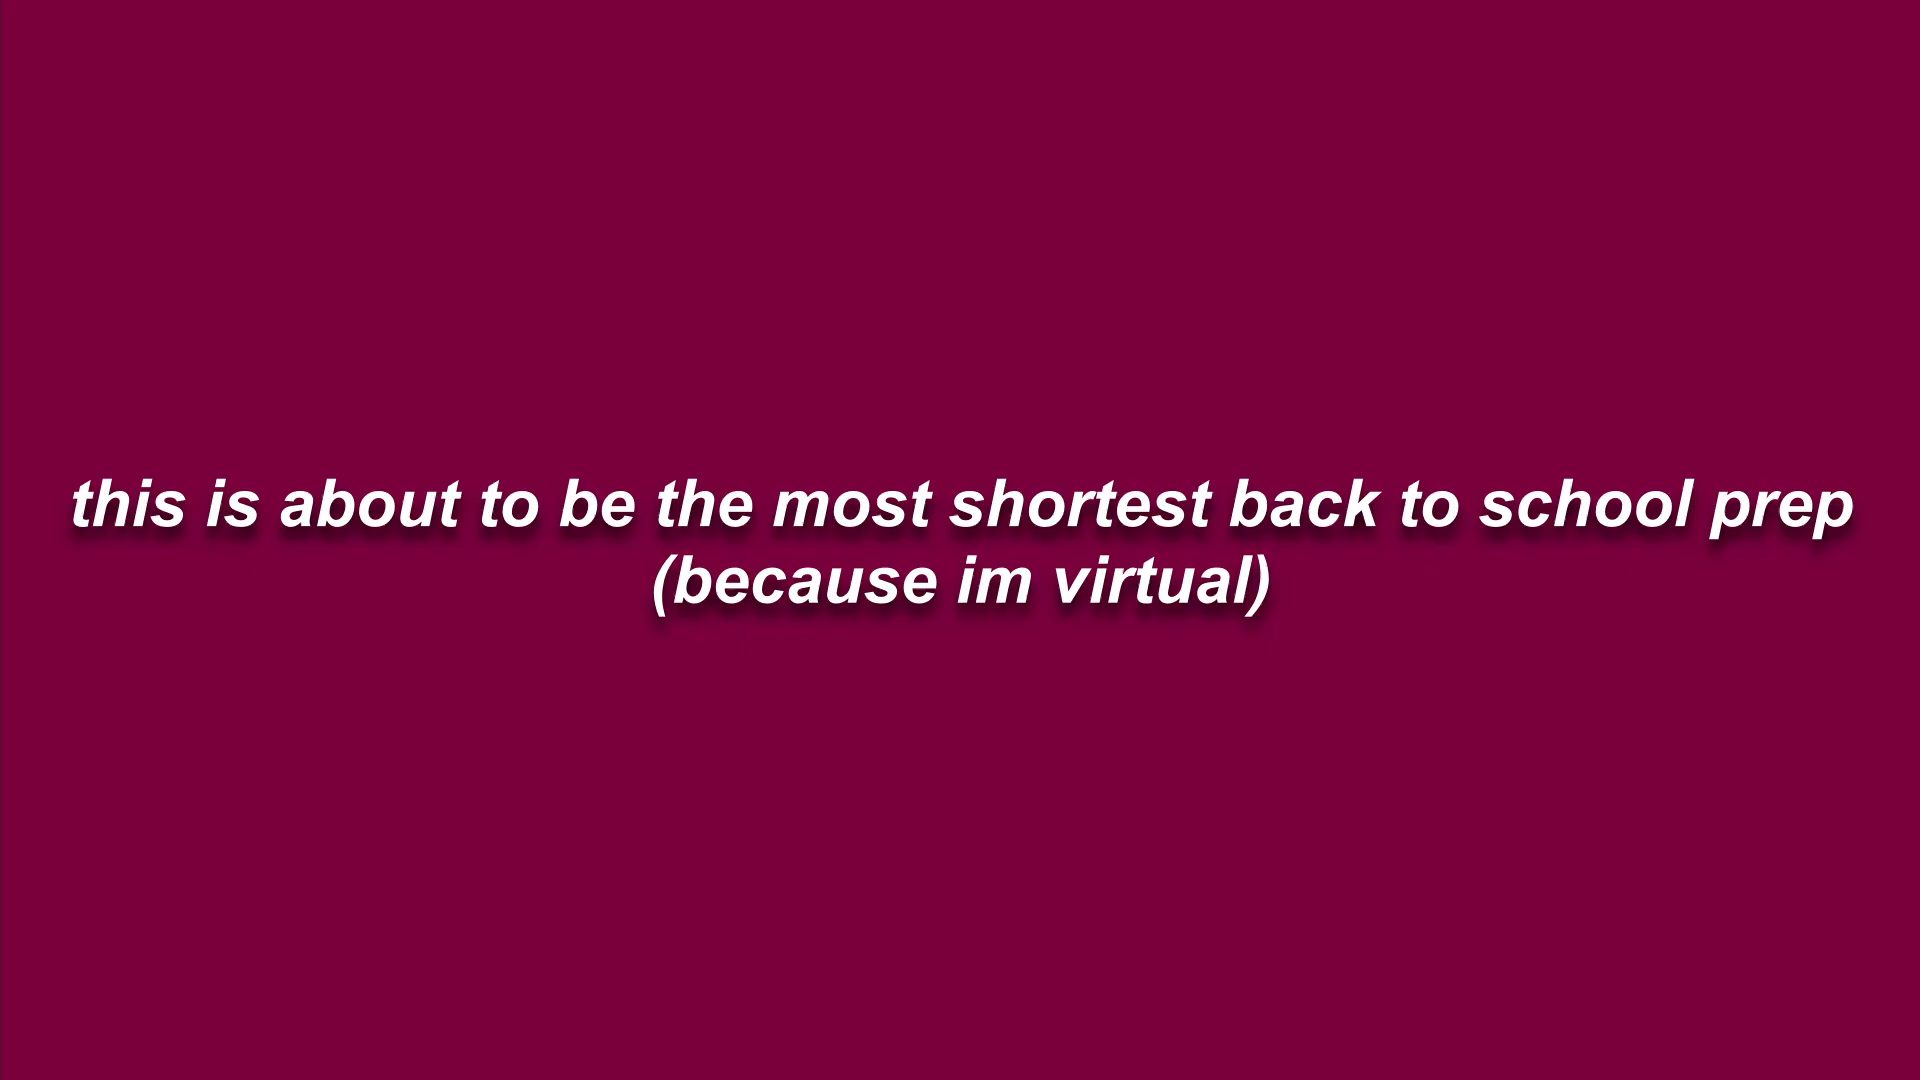 this is about to be the most shortest back to school prep
(because im virtual)